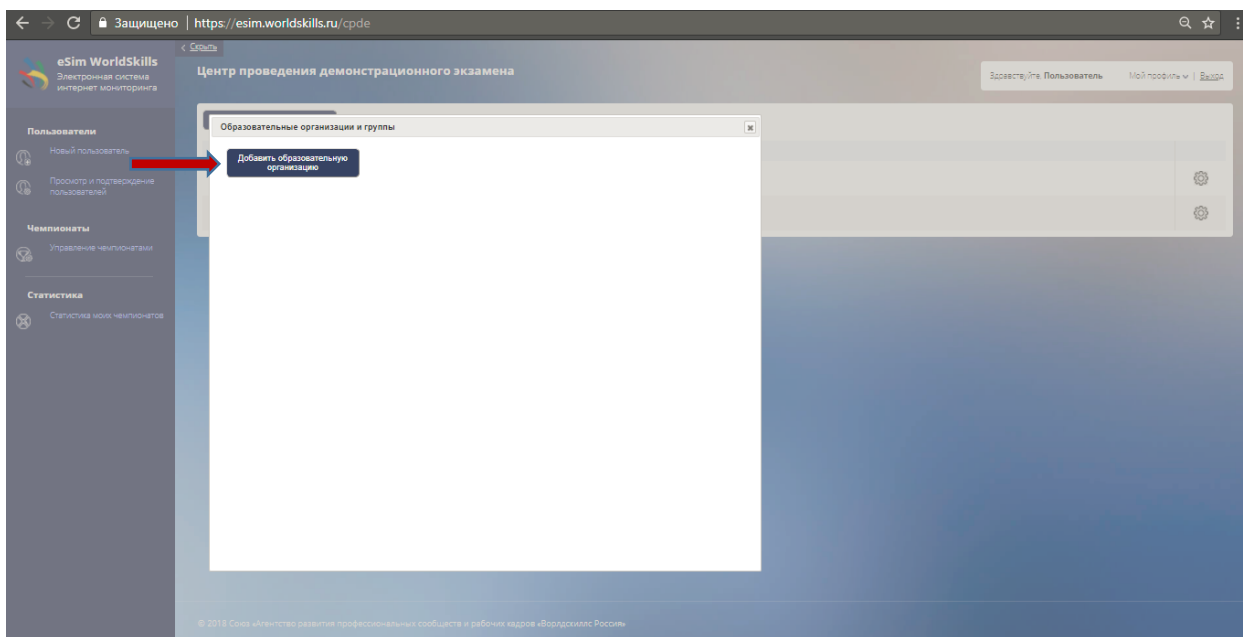 Защищено | https://esim.worldskills.ru/cpde
< Скрыть
eSim WorldSkills
Электронная система
интернет мониторинга
Центр проведения демонстрационного экзамена
Здравствуйте, Пользователь Мой профиль | Выход
Пользователи
Новый пользователь
Просмотр и подтверждение
пользователей
Чемпионаты
Управление чемпионатами
Статистика
Статистика моих чемпионатов
Образовательные организации и группы
Добавить образовательную
организацию
© 2018 Союз «Агентство развития профессиональных сообществ и рабочих кадров «Ворлдскиллс Россия»